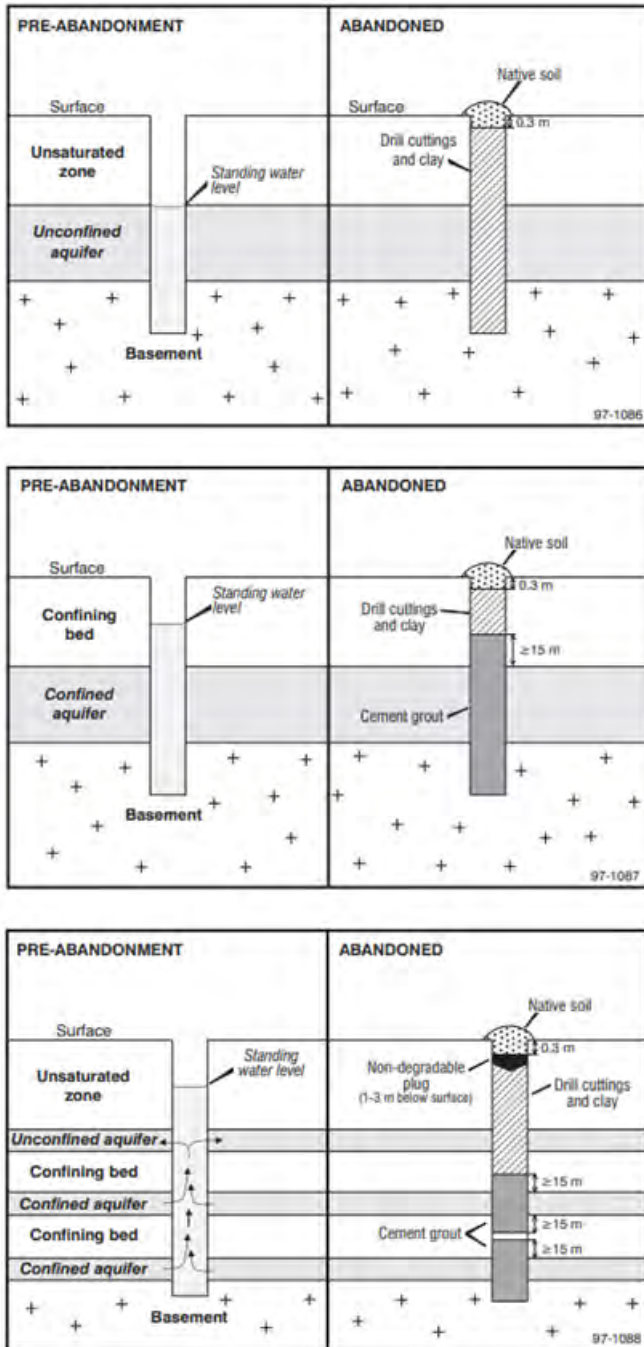 PRE-ABANDONMENT
ABANDONED
Native soil
Surface
Surface
0.3 m
Unsaturated
zone
Drill cuttings
and clay
Standing water
level
Unconfined
aquifer
Basement
97-1086
PRE-ABANDONMENT
ABANDONED
Native soil
Surface
0.3 m
Standing water
level
Confining
bed
Drill cuttings
and clay
≥15 m
Confined
aquifer
Cement grout
Basement
97-1087
PRE-ABANDONMENT
ABANDONED
Native soil
Surface
0.3 m
Standing
water level
Non-degradable
plug
(1-3 m below surface)
Unsaturated
zone
Drill cuttings
and clay
Unconfined aquifer
Confining bed
≥15 m
Confined aquifer
≥15 m
Confining bed
Cement grout
≥15 m
Confined aquifer
Basement
97-1088